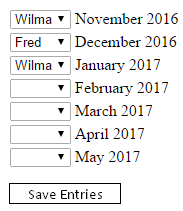 Wilma November 2016
Fred December 2016
Wilma January 2017
February 2017
March 2017
April 2017
May 2017
Save Entries